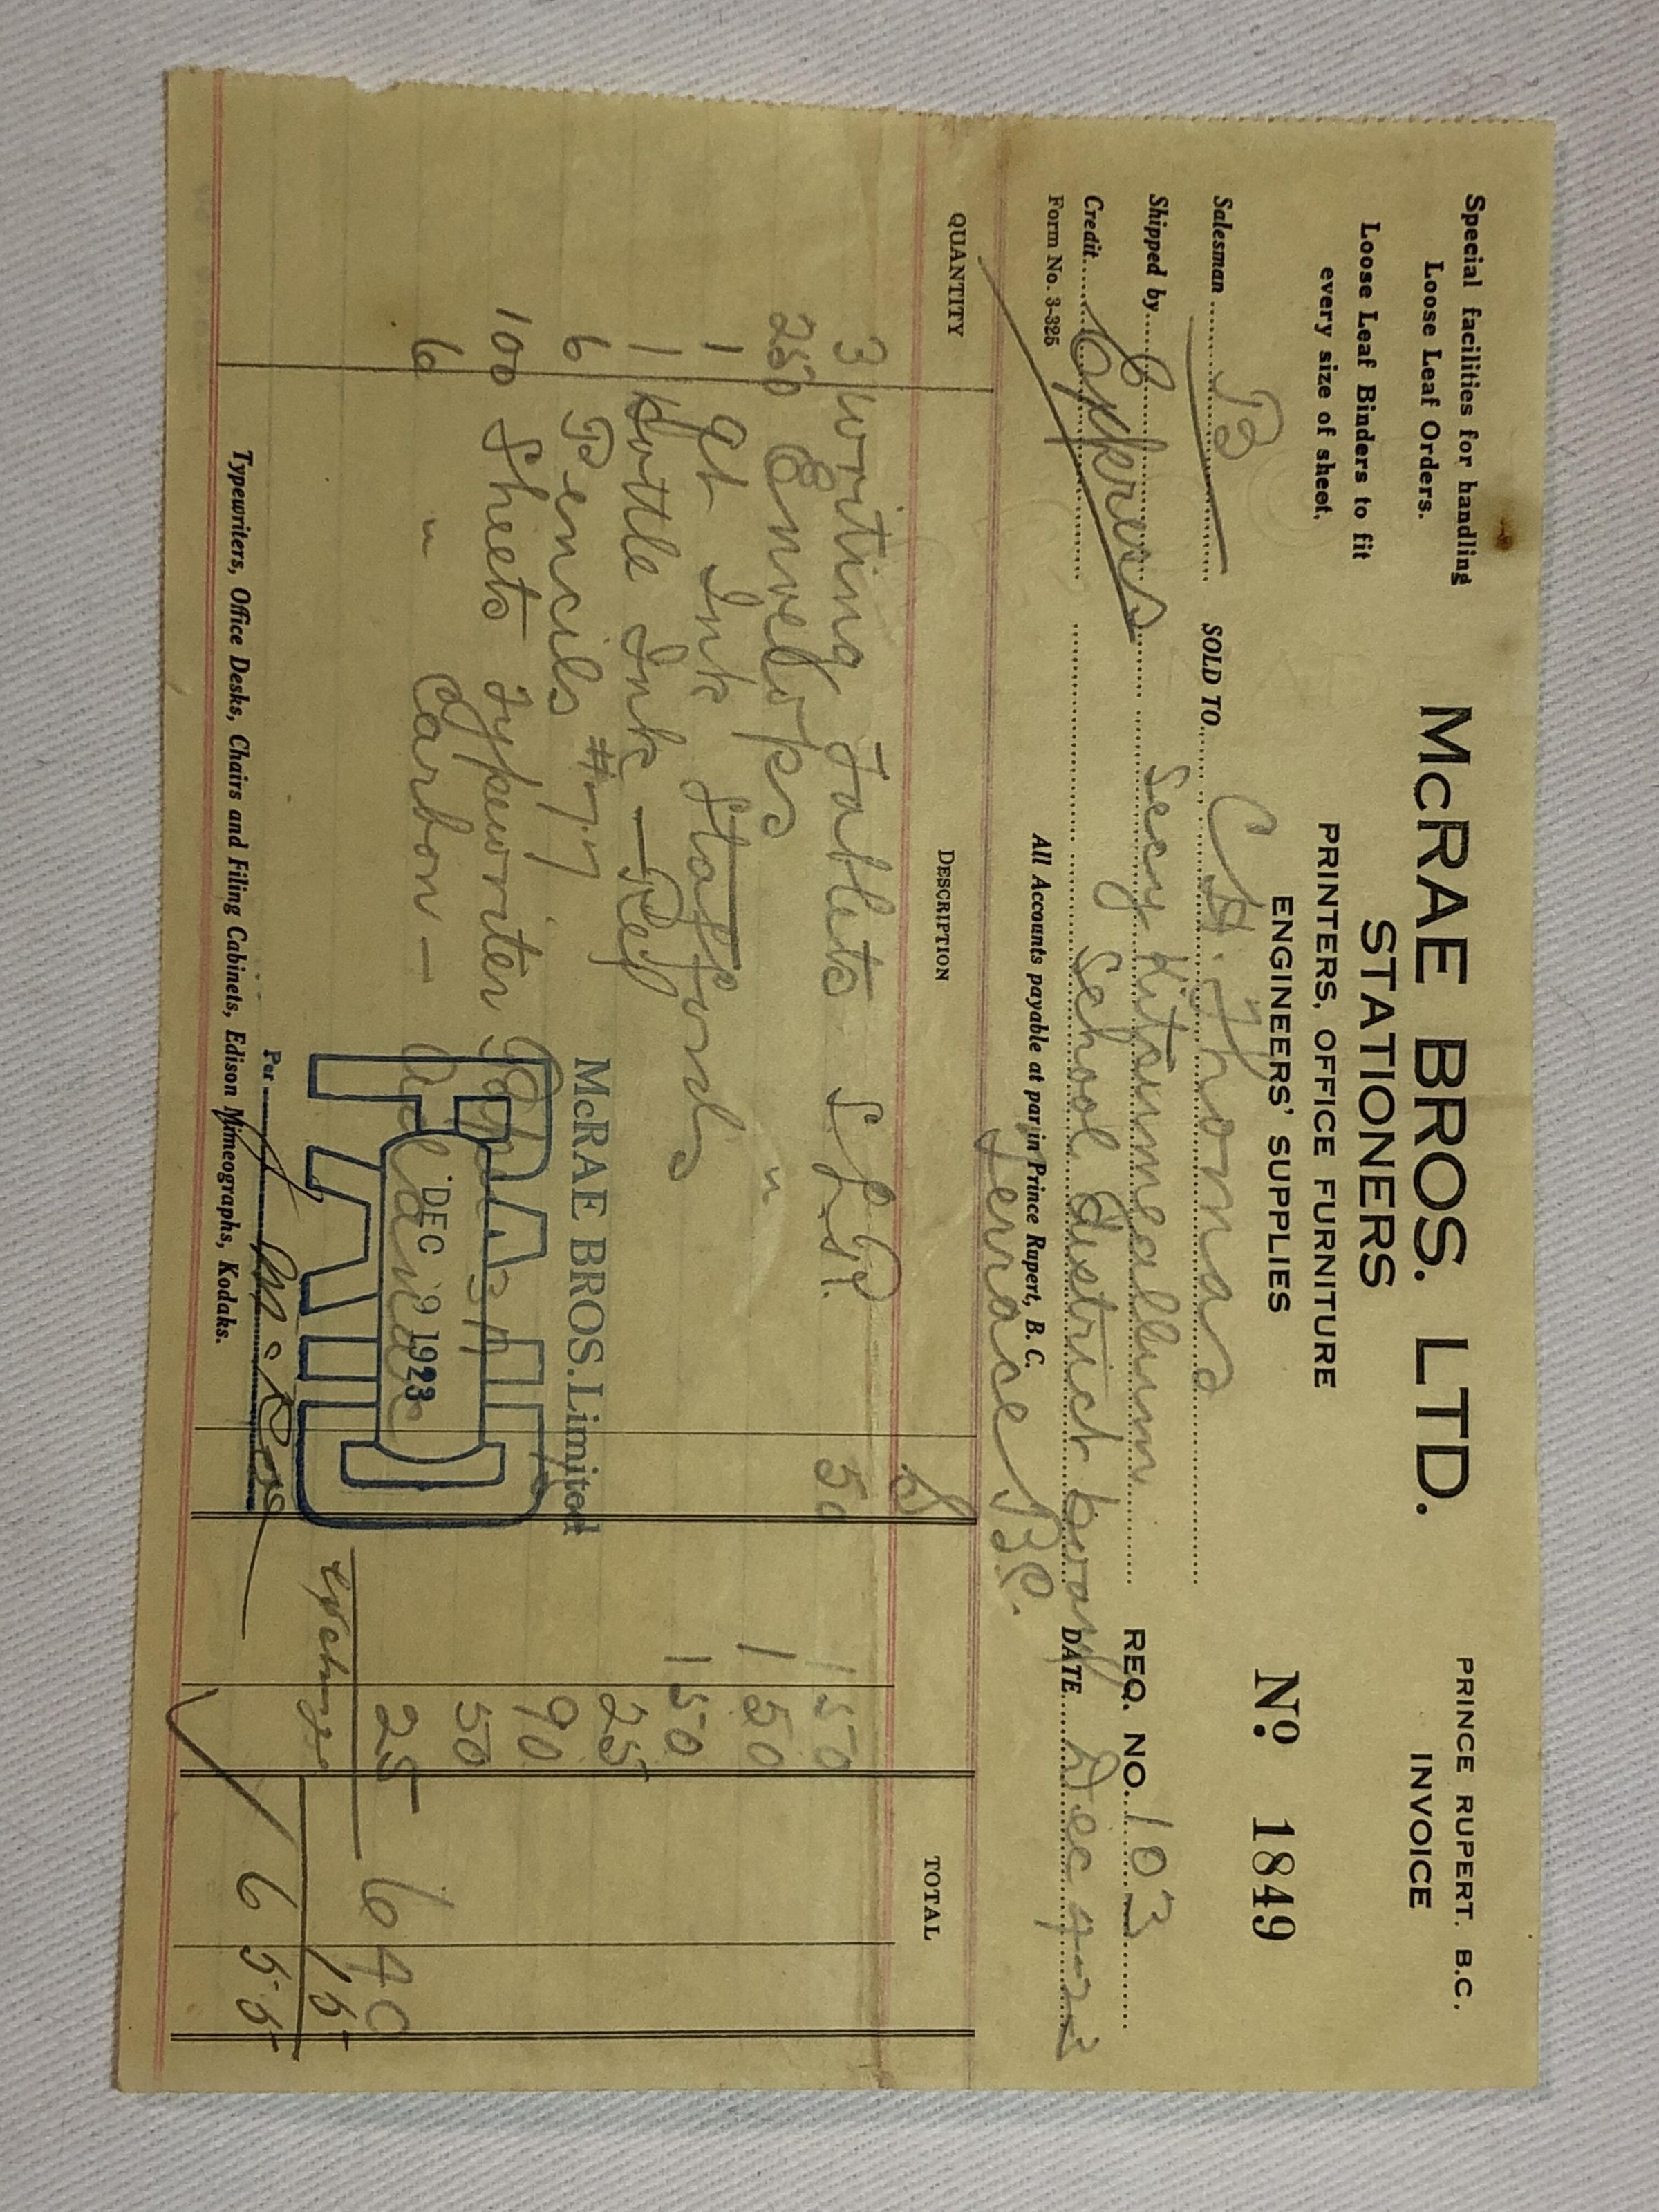 Special facilities for handling
Loose Leaf Orders.
Loose Leaf Binders to fit
every size of sheet.
McRAE BROS. LTD.
STATIONERS
PRINTERS, OFFICE FURNITURE
ENGINEERS' SUPPLIES
PRINCE RUPERT. B.C.
INVOICE
No. 1849
Salesman B SOLD TO C.H. Thomas
Shipped by Express Secy Kitsumcallum REQ. NO. 103
Credit School District DATE Dec
Form No. 3-325 All Accounts payable at par in Prince Rupert, B. C.
Terrace BC.
QUANTITY DESCRIPTION TOTAL
3 writing Tablets L.P. 50 1 50
250 Envelopes " 1 50
1 qt Ink Staffords 1 50
1 Bottle Ink — Red 25
6 Pencils #77 90
100 Sheets Typewriter 50
6 " Carbon — 25 6 40
exchange 15
6 55
McRAE BROS. Limited
PAID
DEC 9 1923
Per
Typewriters, Office Desks, Chairs and Filing Cabinets, Edison Mimeographs, Kodaks.